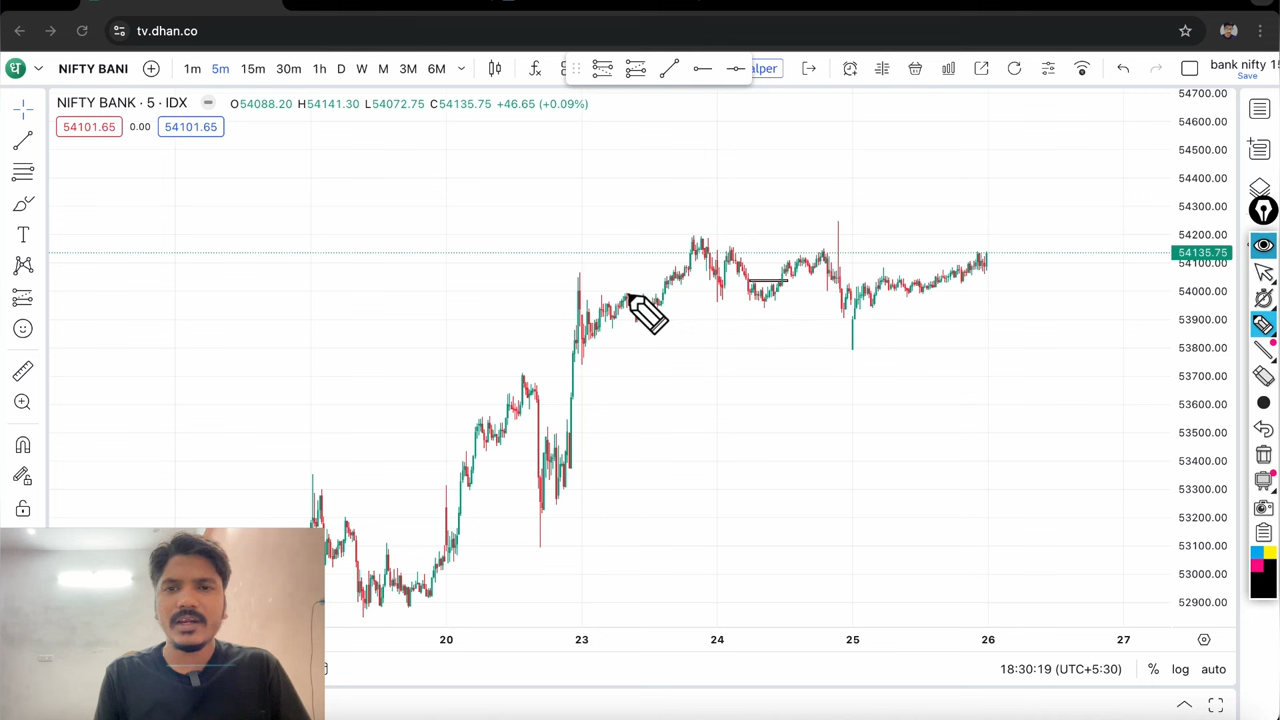 tv.dhan.co
NIFTY BANI 1m 5m 15m 30m 1h D W M 3M 6M alper bank nifty 15
Save
NIFTY BANK · 5 · IDX O54088.20 H54141.30 L54072.75 C54135.75 +46.65 (+0.09%)
54101.65 0.00 54101.65
54700.00
54600.00
54500.00
54400.00
54300.00
54200.00
54135.75
54100.00
54000.00
53900.00
53800.00
53700.00
53600.00
53500.00
53400.00
53300.00
53200.00
53100.00
53000.00
52900.00
20 23 24 25 26 27
18:30:19 (UTC+5:30) % log auto